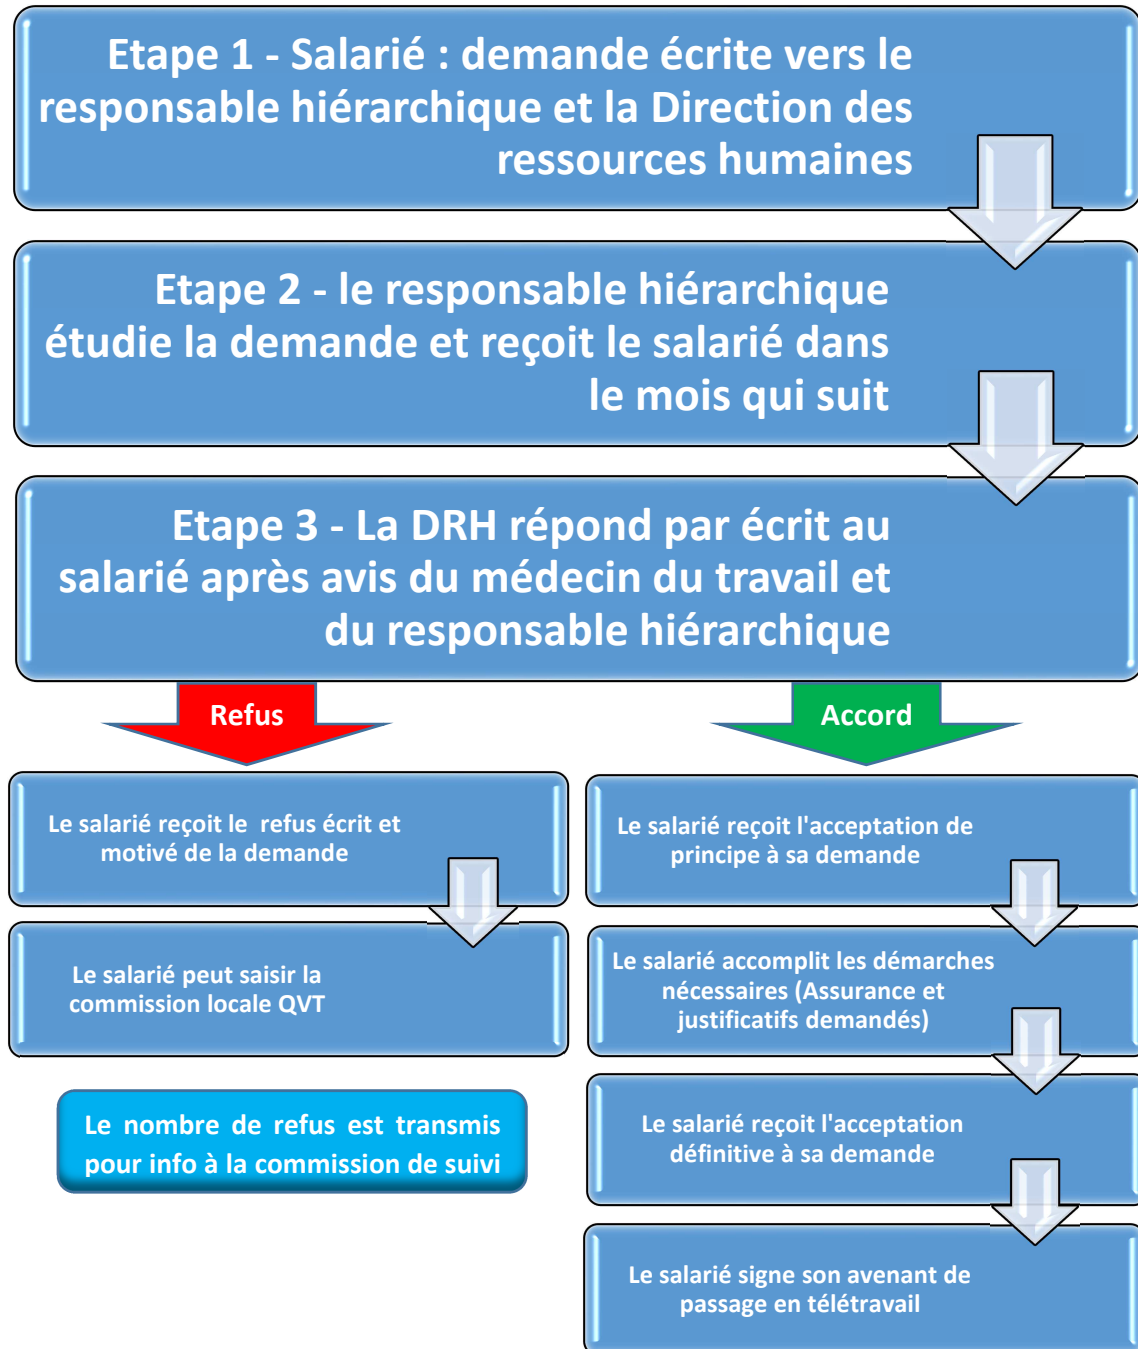 Etape 1 - Salarié : demande écrite vers le
responsable hiérarchique et la Direction des
ressources humaines
Etape 2 - le responsable hiérarchique
étudie la demande et reçoit le salarié dans
le mois qui suit
Etape 3 - La DRH répond par écrit au
salarié après avis du médecin du travail et
du responsable hiérarchique
Refus
Le salarié reçoit le  refus écrit et
motivé de la demande
Le salarié peut saisir la
commission locale QVT
Le nombre de refus est transmis
pour info à la commission de suivi
Accord
Le salarié reçoit l'acceptation de
principe à sa demande
Le salarié accomplit les démarches
nécessaires (Assurance et
justificatifs demandés)
Le salarié reçoit l'acceptation
définitive à sa demande
Le salarié signe son avenant de
passage en télétravail